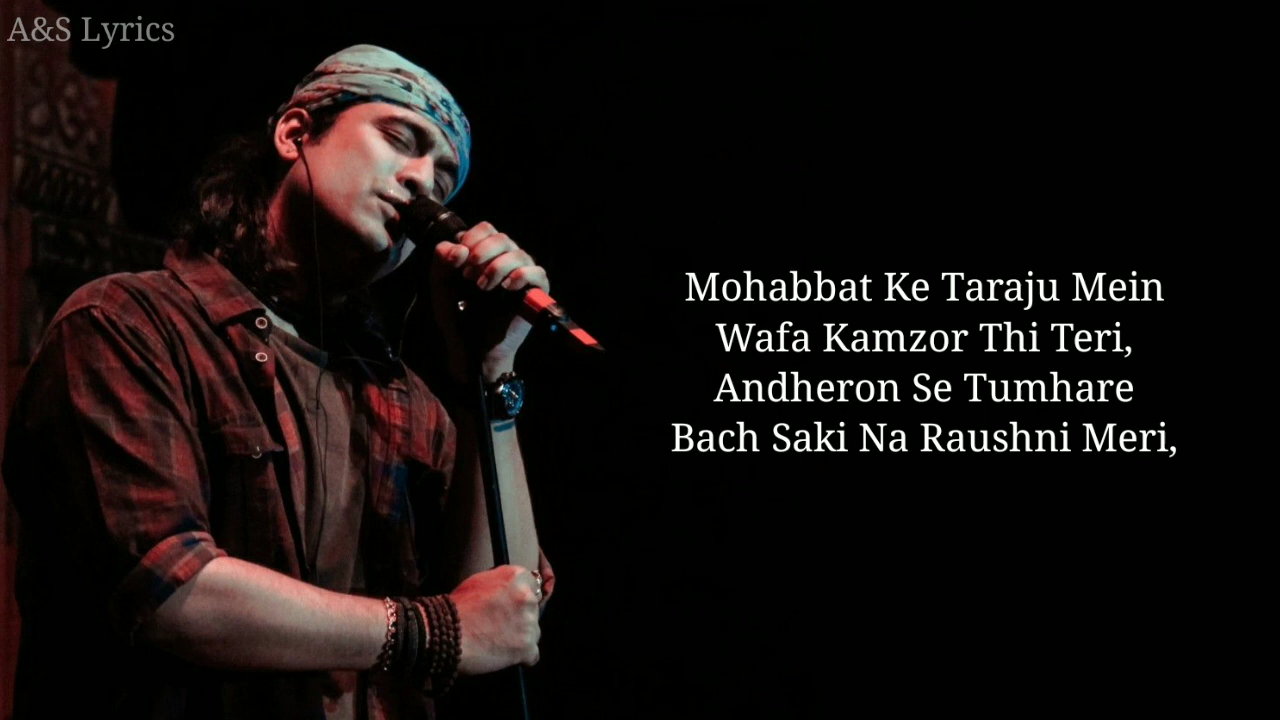 A&S Lyrics
Mohabbat Ke Taraju Mein
Wafa Kamzor Thi Teri,
Andheron Se Tumhare
Bach Saki Na Raushni Meri,